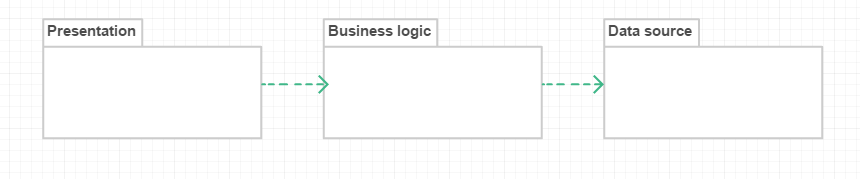 Presentation
Business logic
Data source